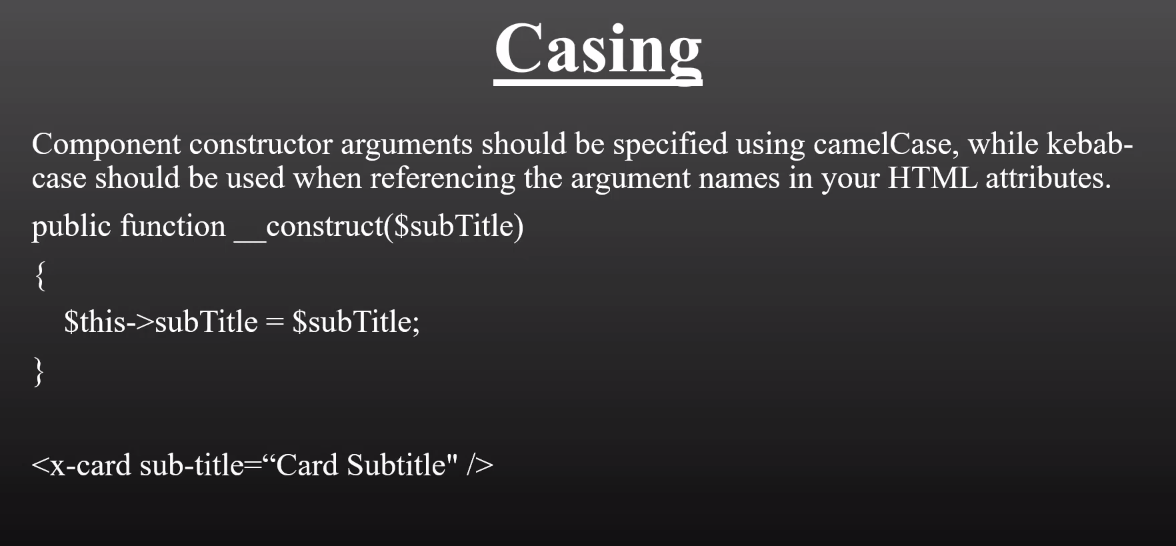 Casing
Component constructor arguments should be specified using camelCase, while kebab-
case should be used when referencing the argument names in your HTML attributes.
public function __construct($subTitle)
{
$this->subTitle = $subTitle;
}
<x-card sub-title=“Card Subtitle" />